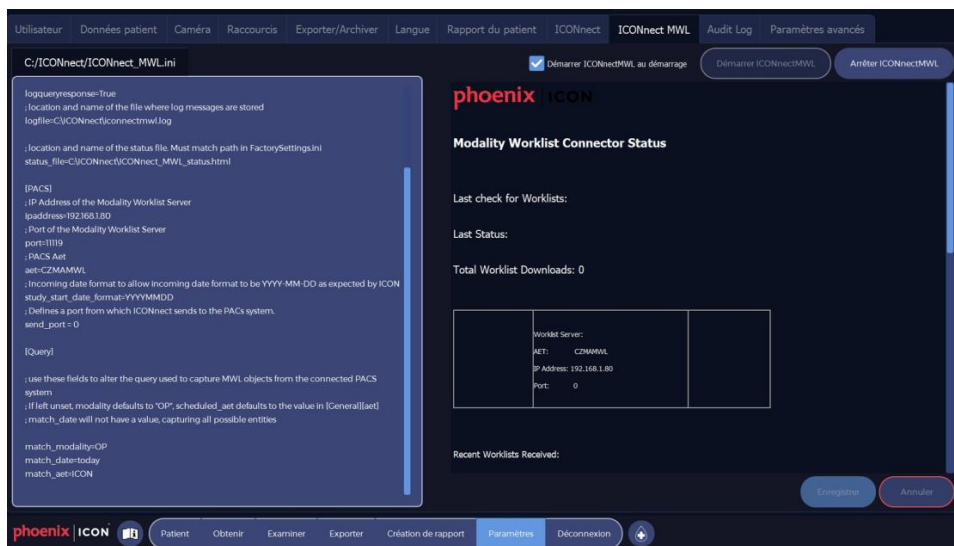 Utilisateur Données patient Caméra Raccourcis Exporter/Archiver Langue Rapport du patient ICONnect ICONnect MWL Audit Log Paramètres avancés
C:/ICONnect/ICONnect_MWL.ini
Démarrer ICONnectMWL au démarrage
Démarrer ICONnectMWL
Arrêter ICONnectMWL
logqueryresponse=True
; location and name of the file where log messages are stored
logfile=C:\ICONnect\iconnectmwl.log
; location and name of the status file. Must match path in FactorySettings.ini
status_file=C:\ICONnect\ICONnect_MWL_status.html
[PACS]
; IP Address of the Modality Worklist Server
ipaddress=192.168.1.80
; Port of the Modality Worklist Server
port=11119
; PACS Aet
aet=CZMAMWL
; Incoming date format to allow incoming date format to be YYYY-MM-DD as expected by ICON
study_start_date_format=YYYYMMDD
; Defines a port from which ICONnect sends to the PACs system.
send_port = 0
[Query]
; use these fields to alter the query used to capture MWL objects from the connected PACS
system
; If left unset, modality defaults to "OP", scheduled_aet defaults to the value in [General][aet]
; match_date will not have a value, capturing all possible entities
match_modality=OP
match_date=today
match_aet=ICON
phoenix ICON
Modality Worklist Connector Status
Last check for Worklists:
Last Status:
Total Worklist Downloads: 0
Worklist Server:
AET: CZMAMWL
IP Address: 192.168.1.80
Port: 0
Recent Worklists Received:
Enregistrer Annuler
phoenix | ICON Patient Obtenir Examiner Exporter Création de rapport Paramètres Déconnexion